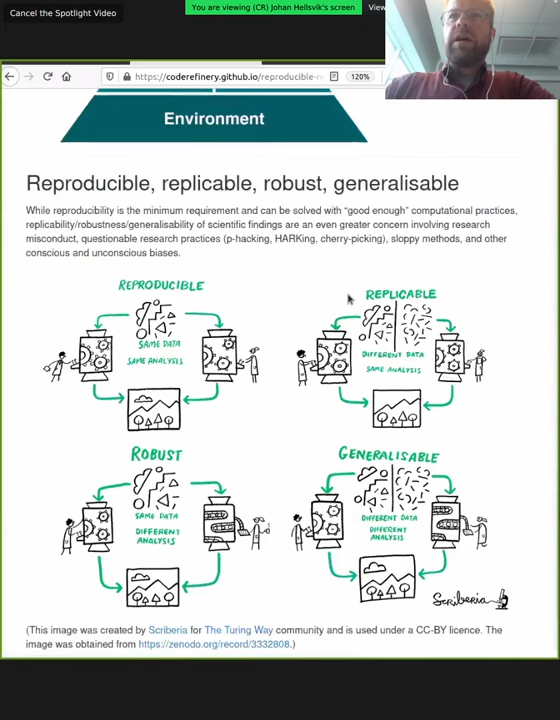 Cancel the Spotlight Video
You are viewing (CR) Johan Hellsvik's screen
View
https://coderefinery.github.io/reproducible-r
120%
Environment
Reproducible, replicable, robust, generalisable
While reproducibility is the minimum requirement and can be solved with “good enough” computational practices,
replicability/robustness/generalisability of scientific findings are an even greater concern involving research
misconduct, questionable research practices (p-hacking, HARKing, cherry-picking), sloppy methods, and other
conscious and unconscious biases.
REPRODUCIBLE
SAME DATA
SAME ANALYSIS
REPLICABLE
DIFFERENT DATA
SAME ANALYSIS
ROBUST
SAME DATA
DIFFERENT
ANALYSIS
GENERALISABLE
DIFFERENT DATA
DIFFERENT
ANALYSIS
Scriberia
(This image was created by Scriberia for The Turing Way community and is used under a CC-BY licence. The
image was obtained from https://zenodo.org/record/3332808.)